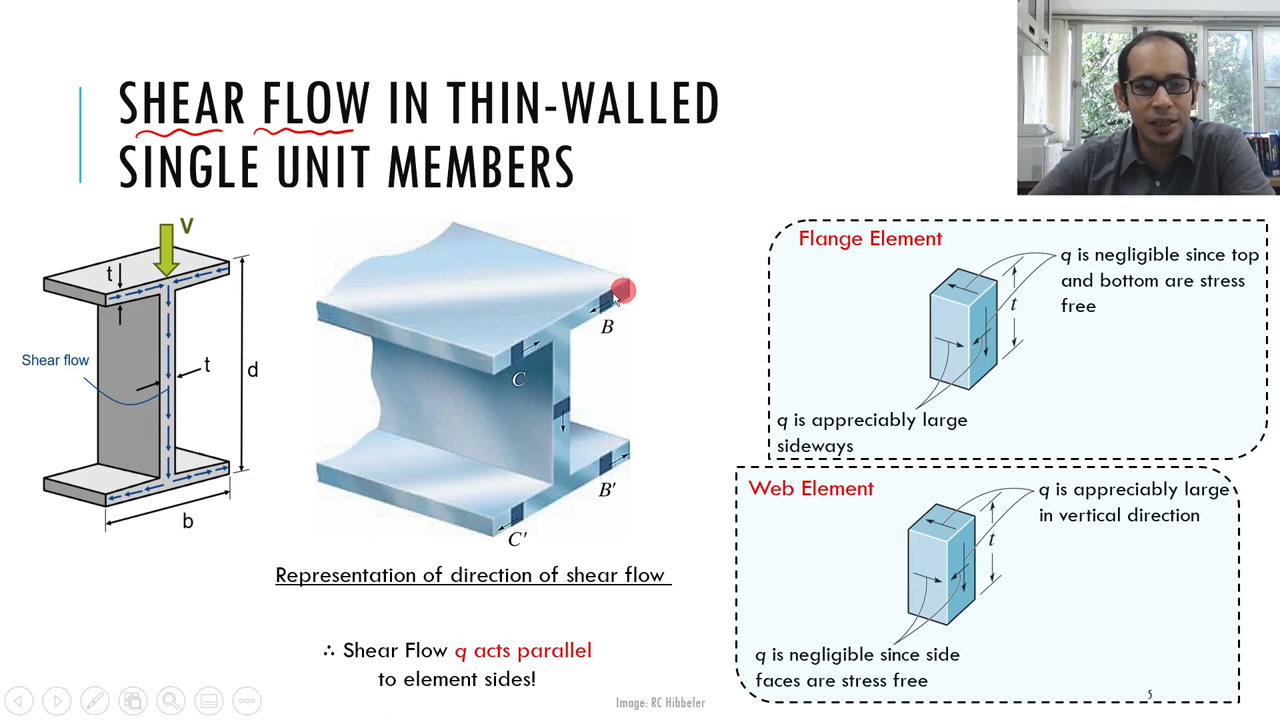 SHEAR FLOW IN THIN-WALLED
SINGLE UNIT MEMBERS
V
t
Shear flow
t
d
b
B
C
B'
C'
Representation of direction of shear flow
∴ Shear Flow q acts parallel
to element sides!
Flange Element
q is negligible since top
and bottom are stress
free
t
q is appreciably large
sideways
Web Element
q is appreciably large
in vertical direction
t
q is negligible since side
faces are stress free
Image: RC Hibbeler
5